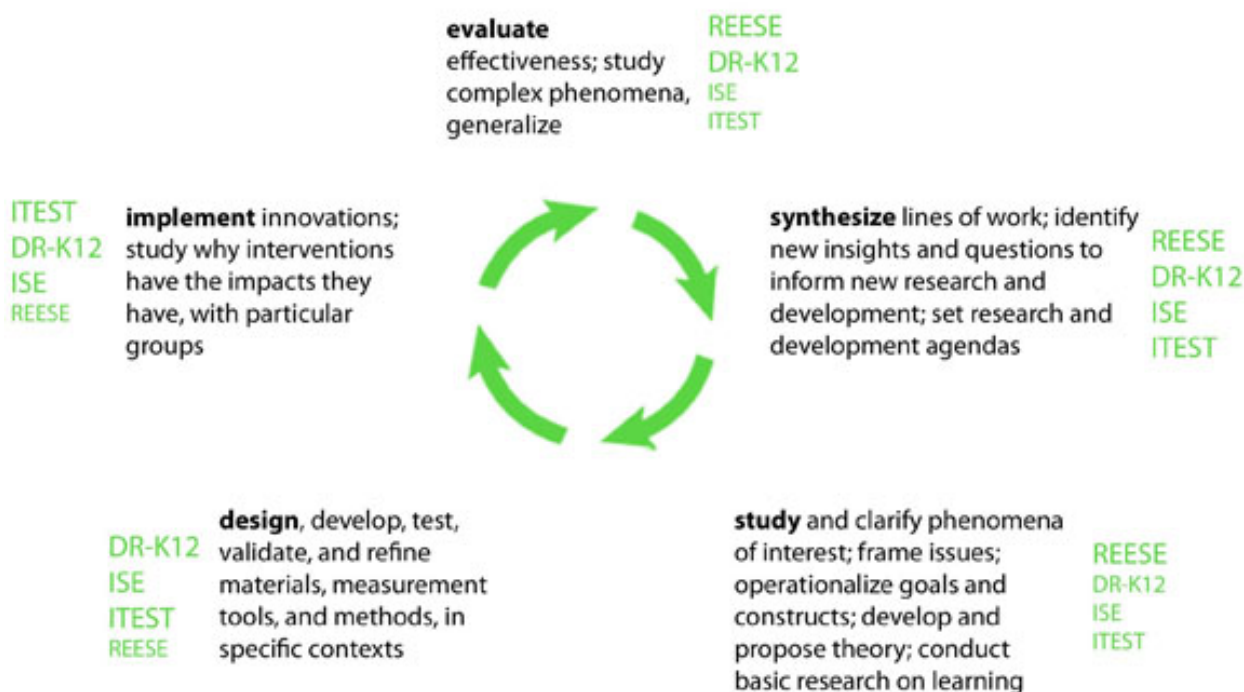 evaluate
effectiveness; study
complex phenomena,
generalize
REESE
DR-K12
ISE
ITEST
ITEST
DR-K12
ISE
REESE
implement innovations;
study why interventions
have the impacts they
have, with particular
groups
synthesize lines of work; identify
new insights and questions to
inform new research and
development; set research and
development agendas
REESE
DR-K12
ISE
ITEST
DR-K12
ISE
ITEST
REESE
design, develop, test,
validate, and refine
materials, measurement
tools, and methods, in
specific contexts
study and clarify phenomena
of interest; frame issues;
operationalize goals and
constructs; develop and
propose theory; conduct
basic research on learning
REESE
DR-K12
ISE
ITEST